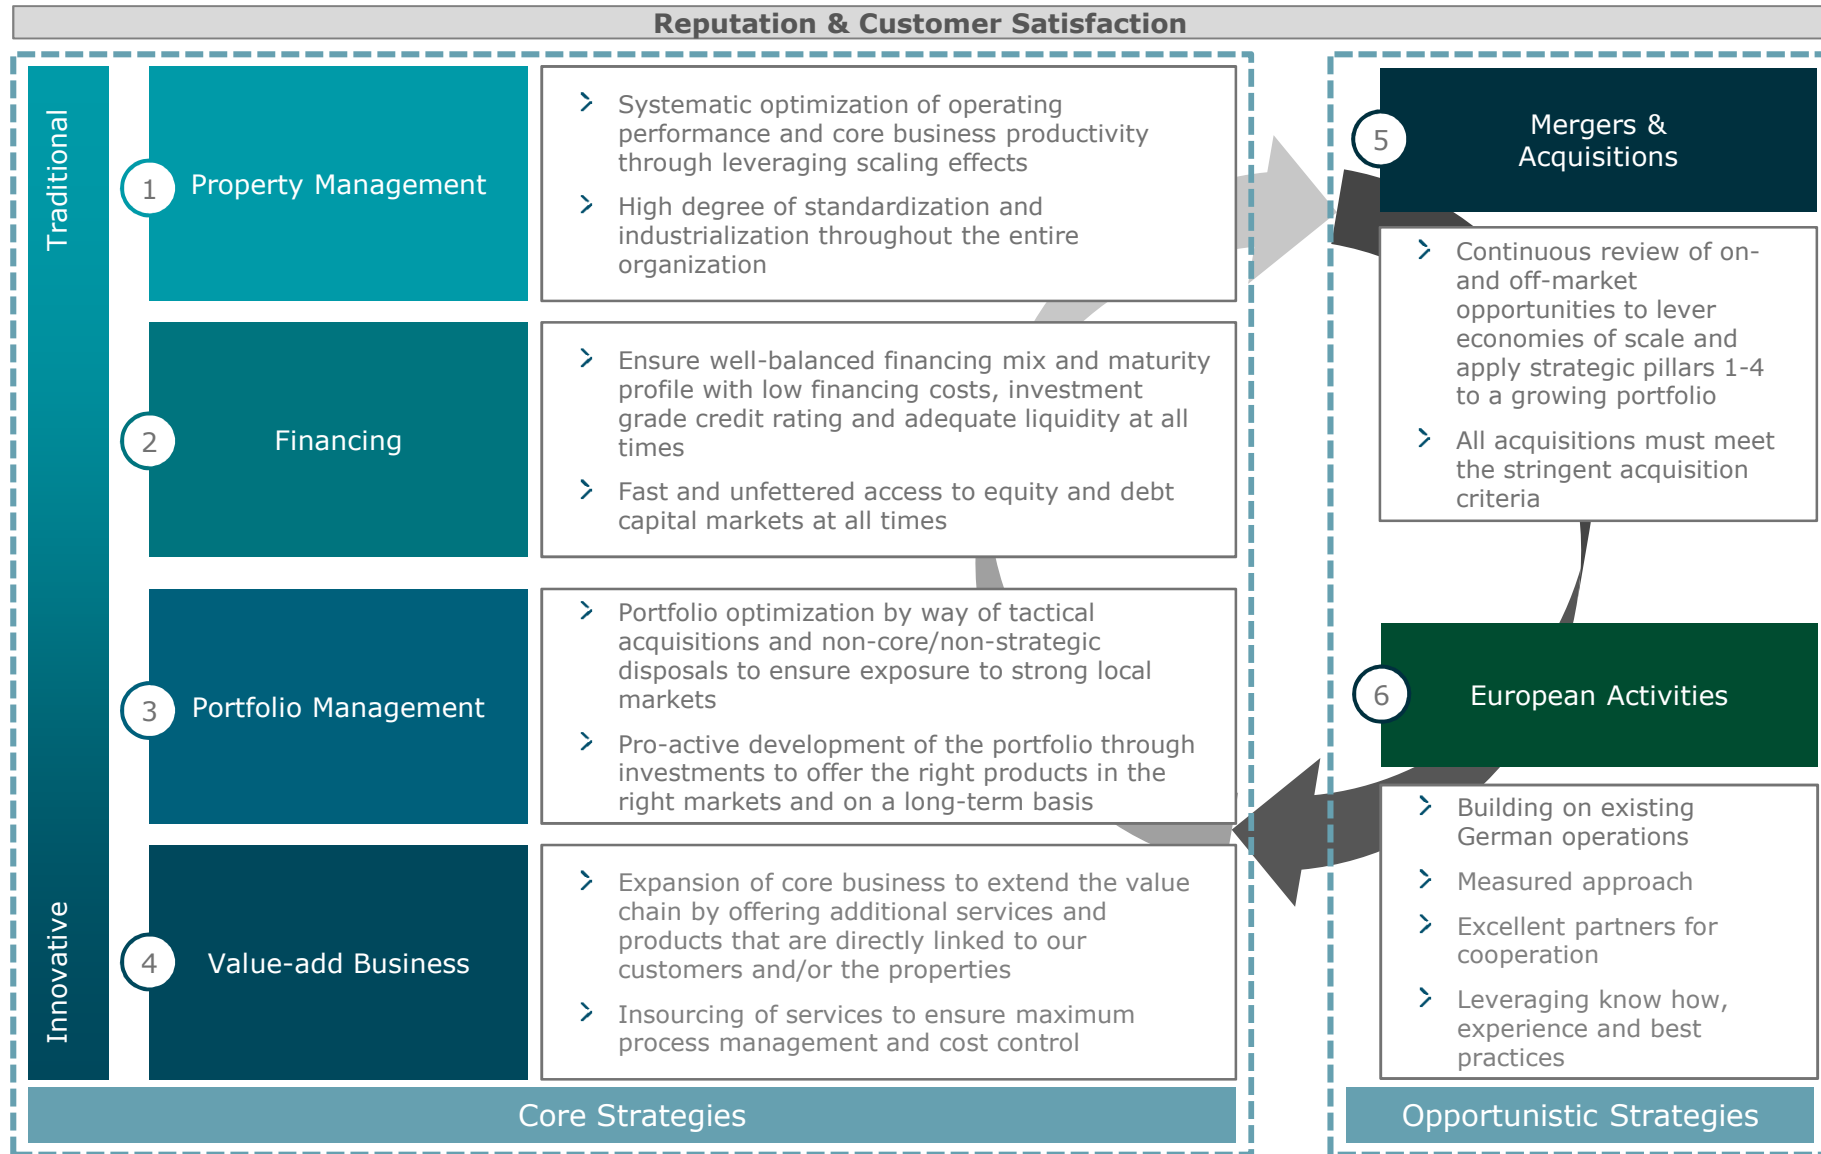 Reputation & Customer Satisfaction
Traditional
Innovative
1
Property Management
Systematic optimization of operating
performance and core business productivity
through leveraging scaling effects
High degree of standardization and
industrialization throughout the entire
organization
2
Financing
Ensure well-balanced financing mix and maturity
profile with low financing costs, investment
grade credit rating and adequate liquidity at all
times
Fast and unfettered access to equity and debt
capital markets at all times
3
Portfolio Management
Portfolio optimization by way of tactical
acquisitions and non-core/non-strategic
disposals to ensure exposure to strong local
markets
Pro-active development of the portfolio through
investments to offer the right products in the
right markets and on a long-term basis
4
Value-add Business
Expansion of core business to extend the value
chain by offering additional services and
products that are directly linked to our
customers and/or the properties
Insourcing of services to ensure maximum
process management and cost control
Core Strategies
5
Mergers &
Acquisitions
Continuous review of on-
and off-market
opportunities to lever
economies of scale and
apply strategic pillars 1-4
to a growing portfolio
All acquisitions must meet
the stringent acquisition
criteria
6
European Activities
Building on existing
German operations
Measured approach
Excellent partners for
cooperation
Leveraging know how,
experience and best
practices
Opportunistic Strategies